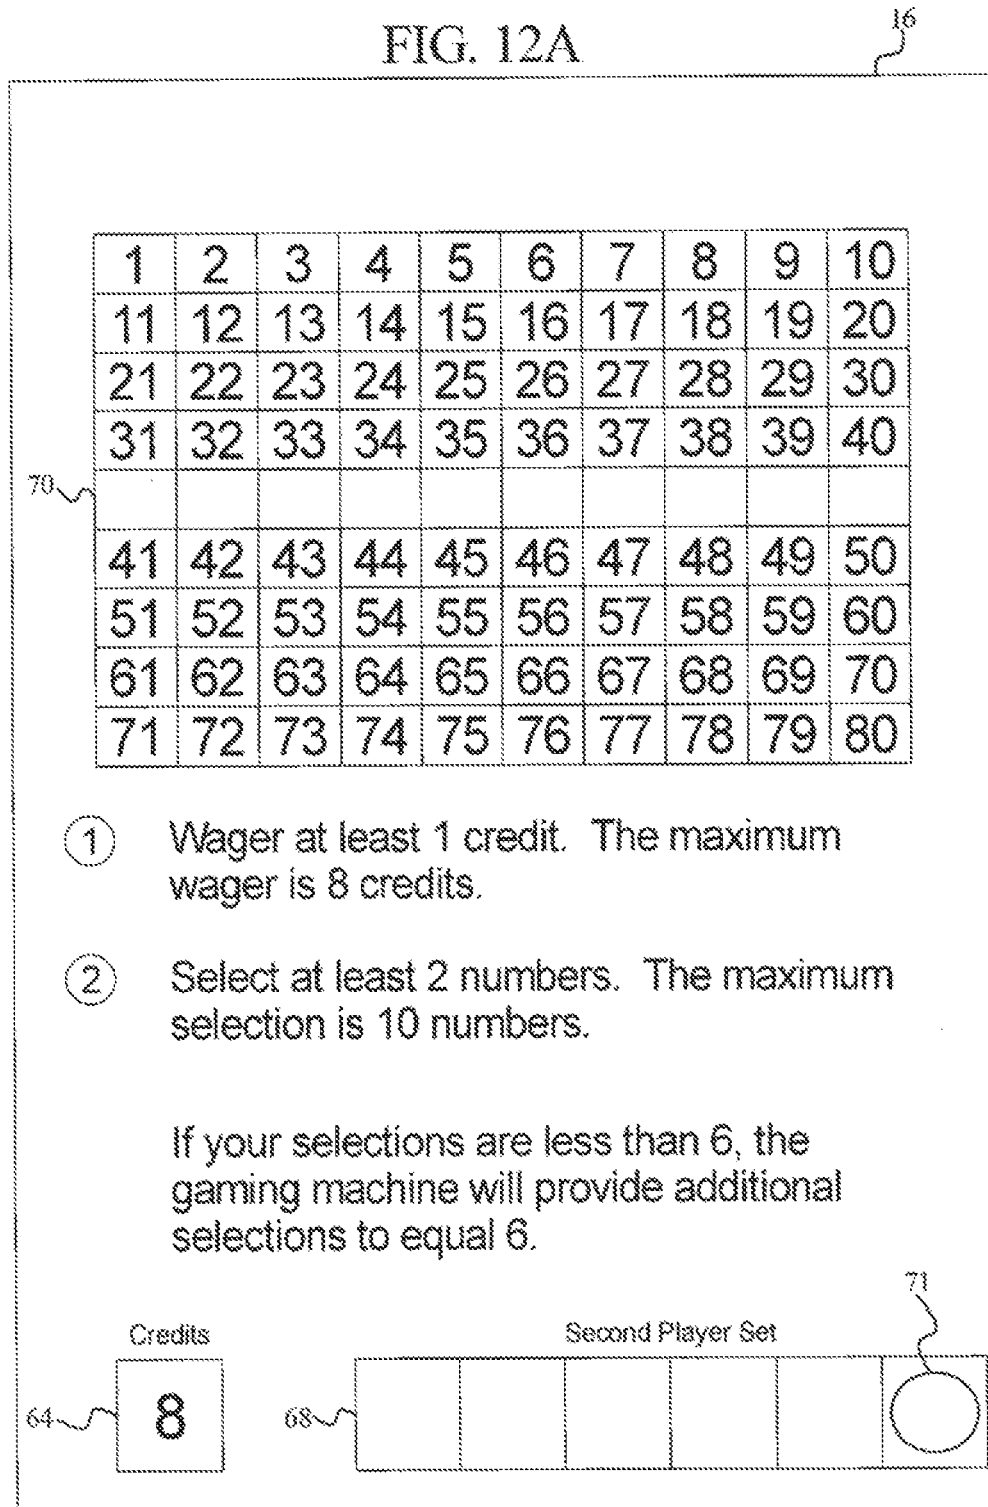 FIG. 12A
16
1 2 3 4 5 6 7 8 9 10
11 12 13 14 15 16 17 18 19 20
21 22 23 24 25 26 27 28 29 30
31 32 33 34 35 36 37 38 39 40
70
41 42 43 44 45 46 47 48 49 50
51 52 53 54 55 56 57 58 59 60
61 62 63 64 65 66 67 68 69 70
71 72 73 74 75 76 77 78 79 80
1 Wager at least 1 credit. The maximum
wager is 8 credits.
2 Select at least 2 numbers. The maximum
selection is 10 numbers.
If your selections are less than 6, the
gaming machine will provide additional
selections to equal 6.
71
Credits Second Player Set
64 8 68